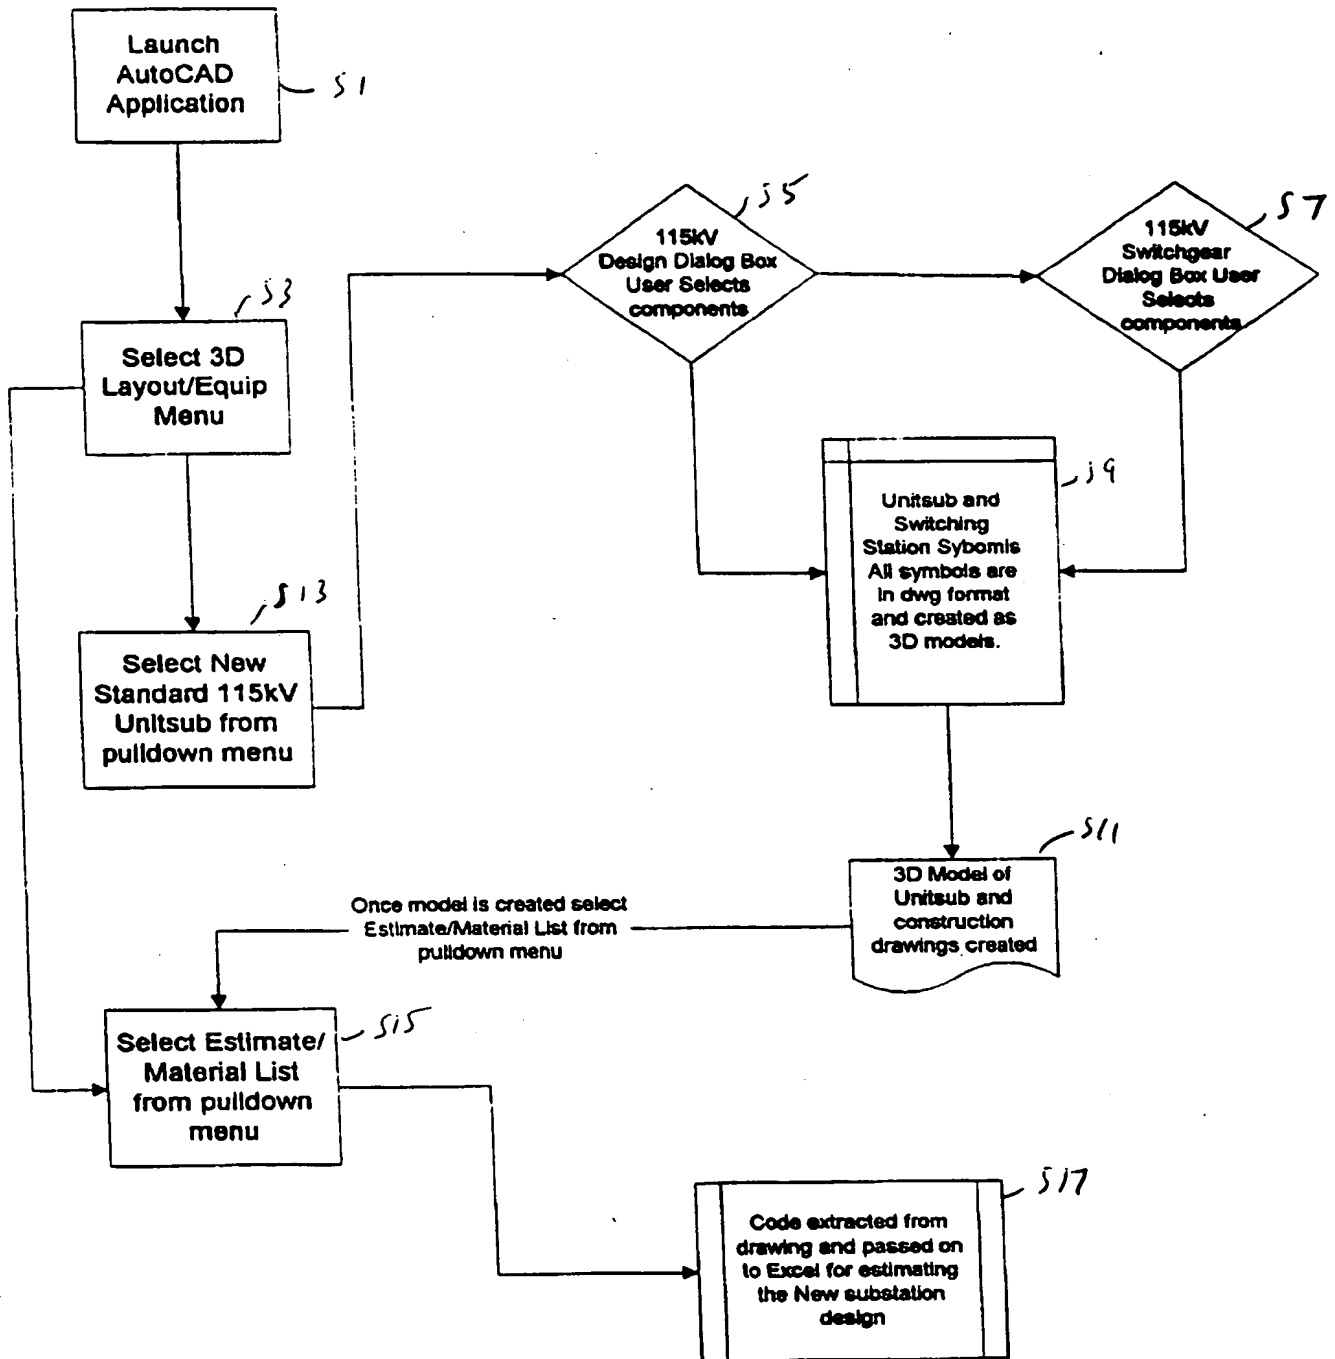 Launch
AutoCAD
Application
S1
S3
Select 3D
Layout/Equip
Menu
S13
Select New
Standard 115kV
Unitsub from
pulldown menu
S5
115kV
Design Dialog Box
User Selects
components
S7
115kV
Switchgear
Dialog Box User
Selects
components
S9
Unitsub and
Switching
Station Sybomls
All symbols are
in dwg format
and created as
3D models.
S11
3D Model of
Unitsub and
construction
drawings created
Once model is created select
Estimate/Material List from
pulldown menu
S15
Select Estimate/
Material List
from pulldown
menu
S17
Code extracted from
drawing and passed on
to Excel for estimating
the New substation
design